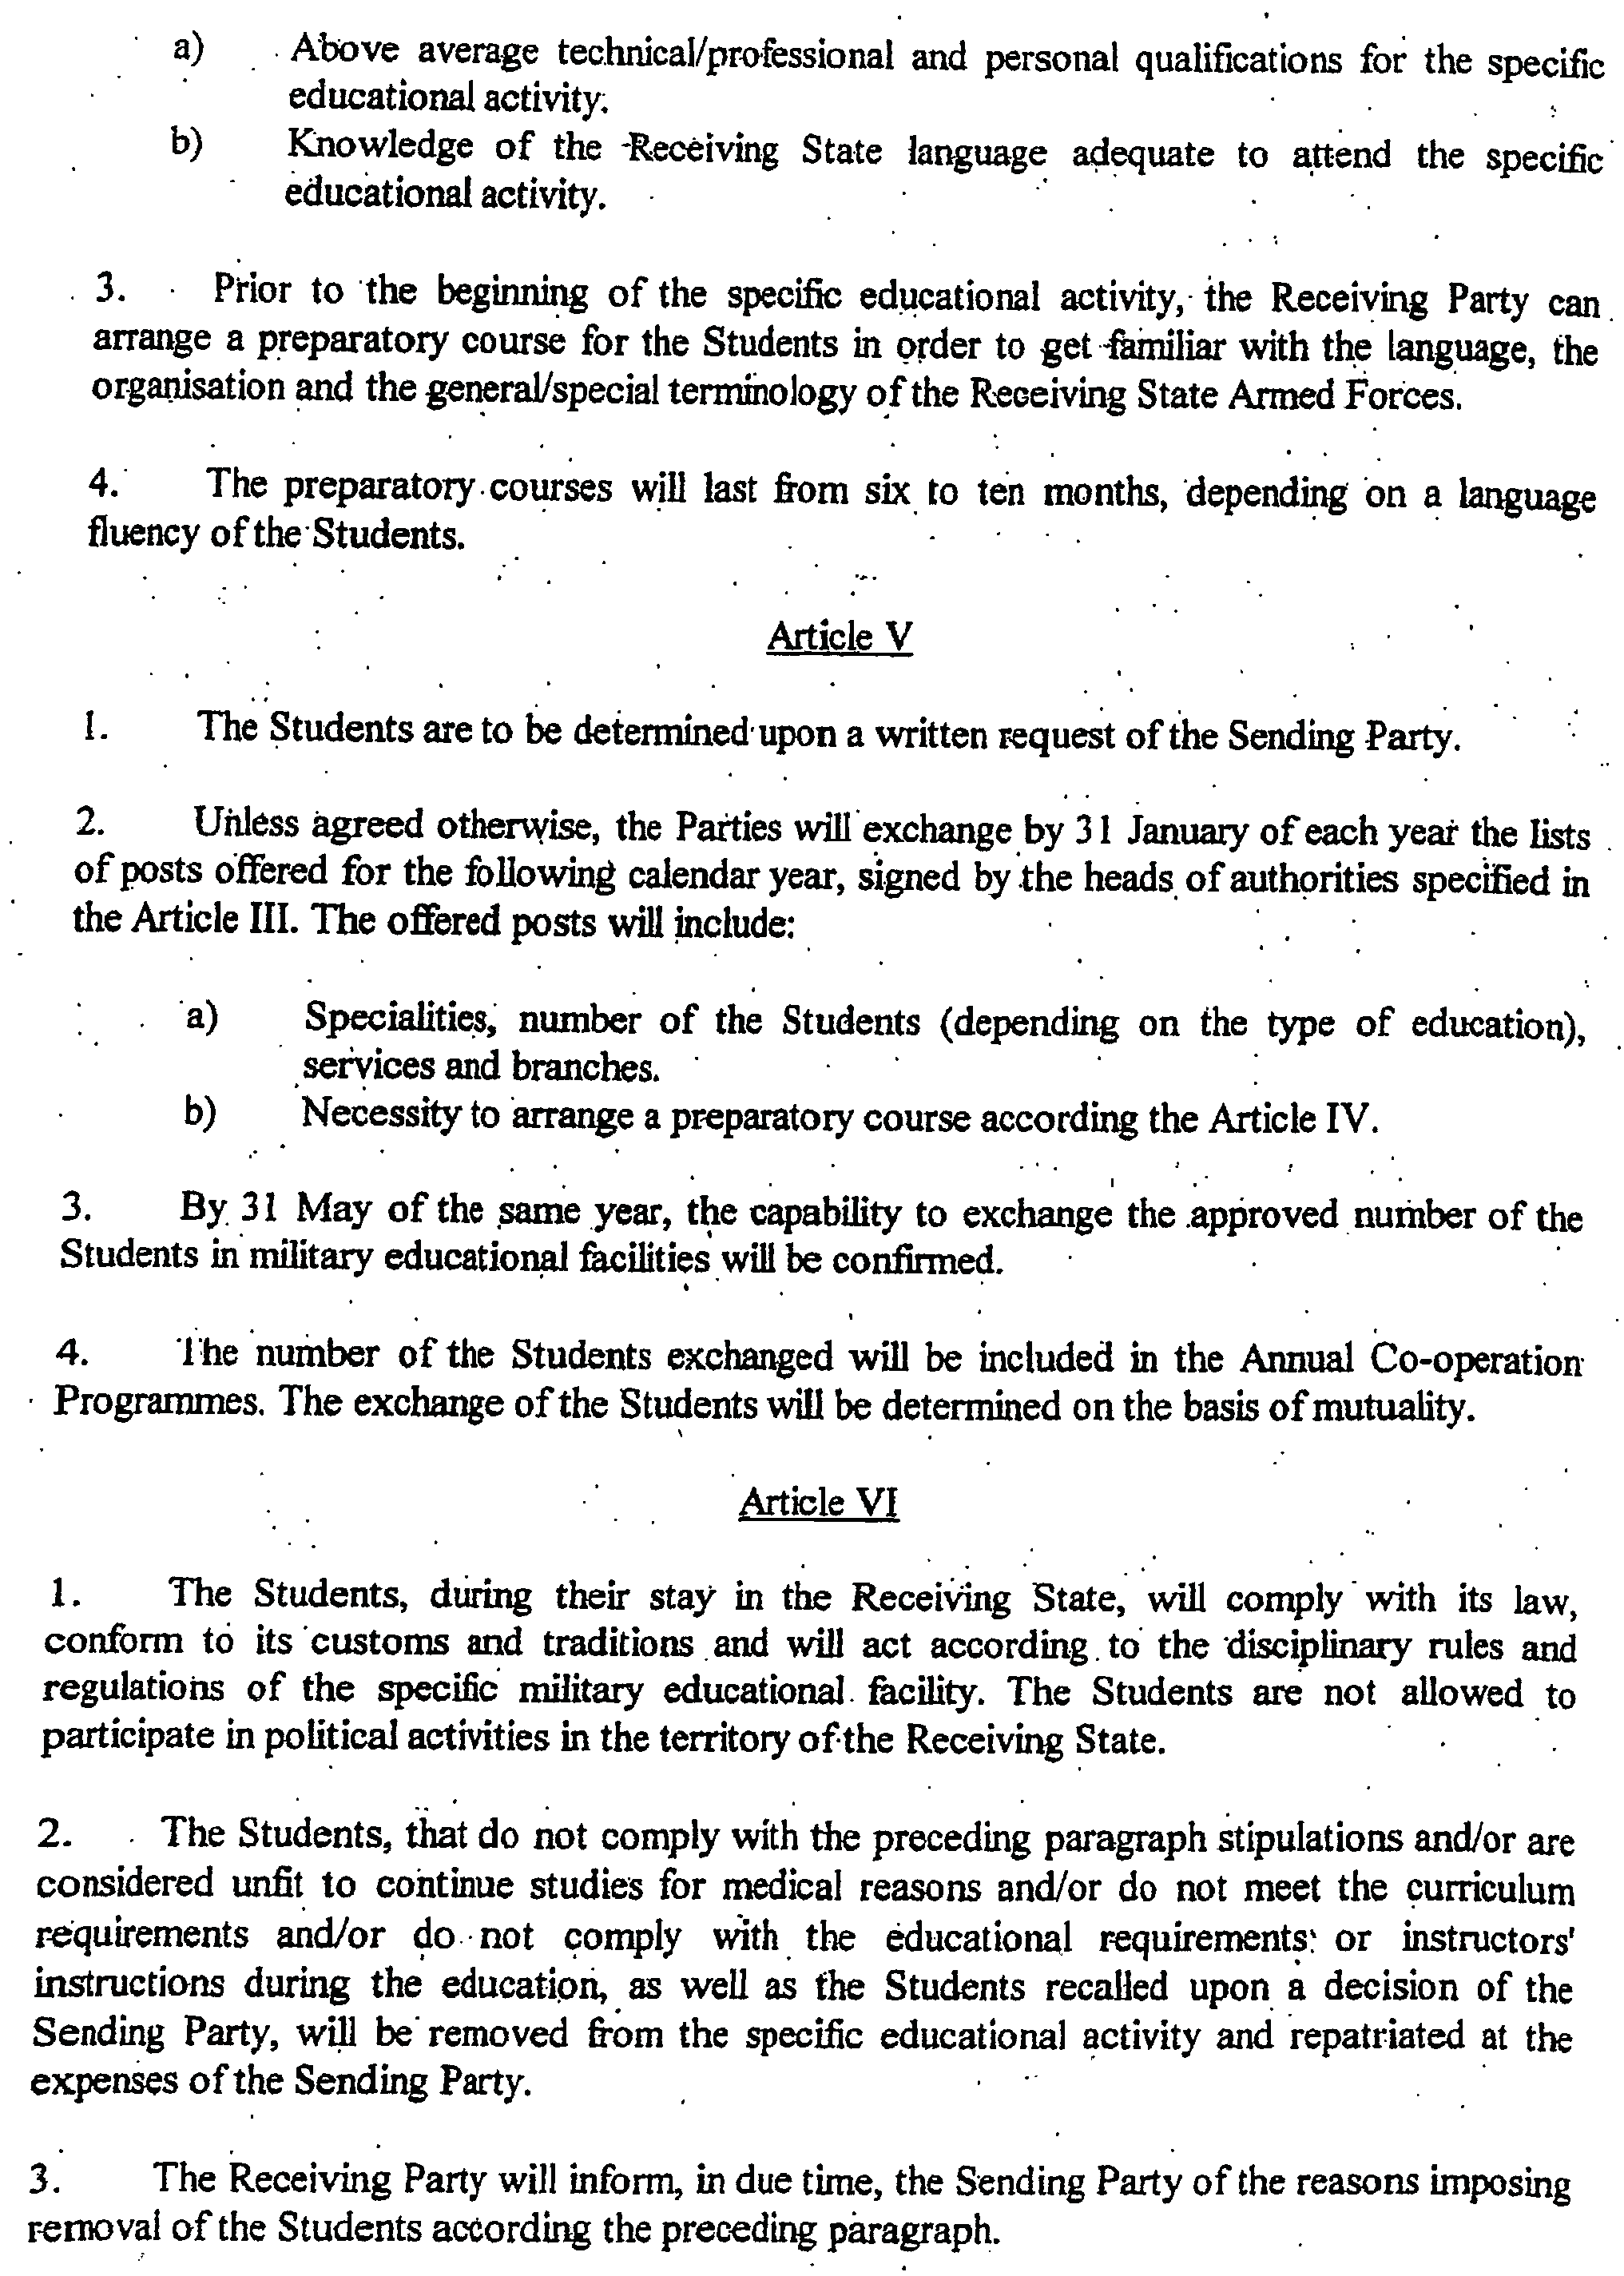 a) Above average technical/professional and personal qualifications for the specific
educational activity.
b) Knowledge of the Receiving State language adequate to attend the specific
educational activity.
3. Prior to the beginning of the specific educational activity, the Receiving Party can
arrange a preparatory course for the Students in order to get familiar with the language, the
organisation and the general/special terminology of the Receiving State Armed Forces.
4. The preparatory courses will last from six to ten months, depending on a language
fluency of the Students.
Article V
1. The Students are to be determined upon a written request of the Sending Party.
2. Unless agreed otherwise, the Parties will exchange by 31 January of each year the lists
of posts offered for the following calendar year, signed by the heads of authorities specified in
the Article III. The offered posts will include:
a) Specialities, number of the Students (depending on the type of education),
services and branches.
b) Necessity to arrange a preparatory course according the Article IV.
3. By 31 May of the same year, the capability to exchange the approved number of the
Students in military educational facilities will be confirmed.
4. The number of the Students exchanged will be included in the Annual Co-operation
Programmes. The exchange of the Students will be determined on the basis of mutuality.
Article VI
1. The Students, during their stay in the Receiving State, will comply with its law,
conform to its customs and traditions and will act according to the disciplinary rules and
regulations of the specific military educational facility. The Students are not allowed to
participate in political activities in the territory of the Receiving State.
2. The Students, that do not comply with the preceding paragraph stipulations and/or are
considered unfit to continue studies for medical reasons and/or do not meet the curriculum
requirements and/or do not comply with the educational requirements or instructors'
instructions during the education, as well as the Students recalled upon a decision of the
Sending Party, will be removed from the specific educational activity and repatriated at the
expenses of the Sending Party.
3. The Receiving Party will inform, in due time, the Sending Party of the reasons imposing
removal of the Students according the preceding paragraph.